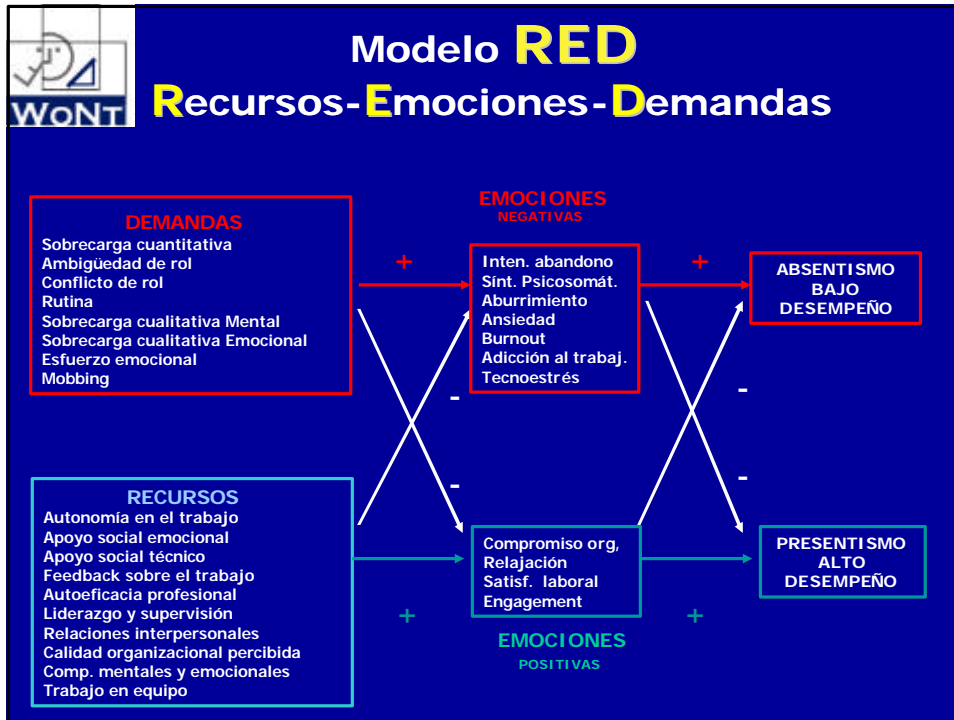 WONT
Modelo RED
Recursos-Emociones-Demandas
DEMANDAS
Sobrecarga cuantitativa
Ambigüedad de rol
Conflicto de rol
Rutina
Sobrecarga cualitativa Mental
Sobrecarga cualitativa Emocional
Esfuerzo emocional
Mobbing
+
EMOCIONES
NEGATIVAS
Inten. abandono
Sínt. Psicosomát.
Aburrimiento
Ansiedad
Burnout
Adicción al trabaj.
Tecnoestrés
+
ABSENTISMO
BAJO
DESEMPEÑO
-
-
-
-
RECURSOS
Autonomía en el trabajo
Apoyo social emocional
Apoyo social técnico
Feedback sobre el trabajo
Autoeficacia profesional
Liderazgo y supervisión
Relaciones interpersonales
Calidad organizacional percibida
Comp. mentales y emocionales
Trabajo en equipo
+
Compromiso org,
Relajación
Satisf. laboral
Engagement
EMOCIONES
POSITIVAS
+
PRESENTISMO
ALTO
DESEMPEÑO